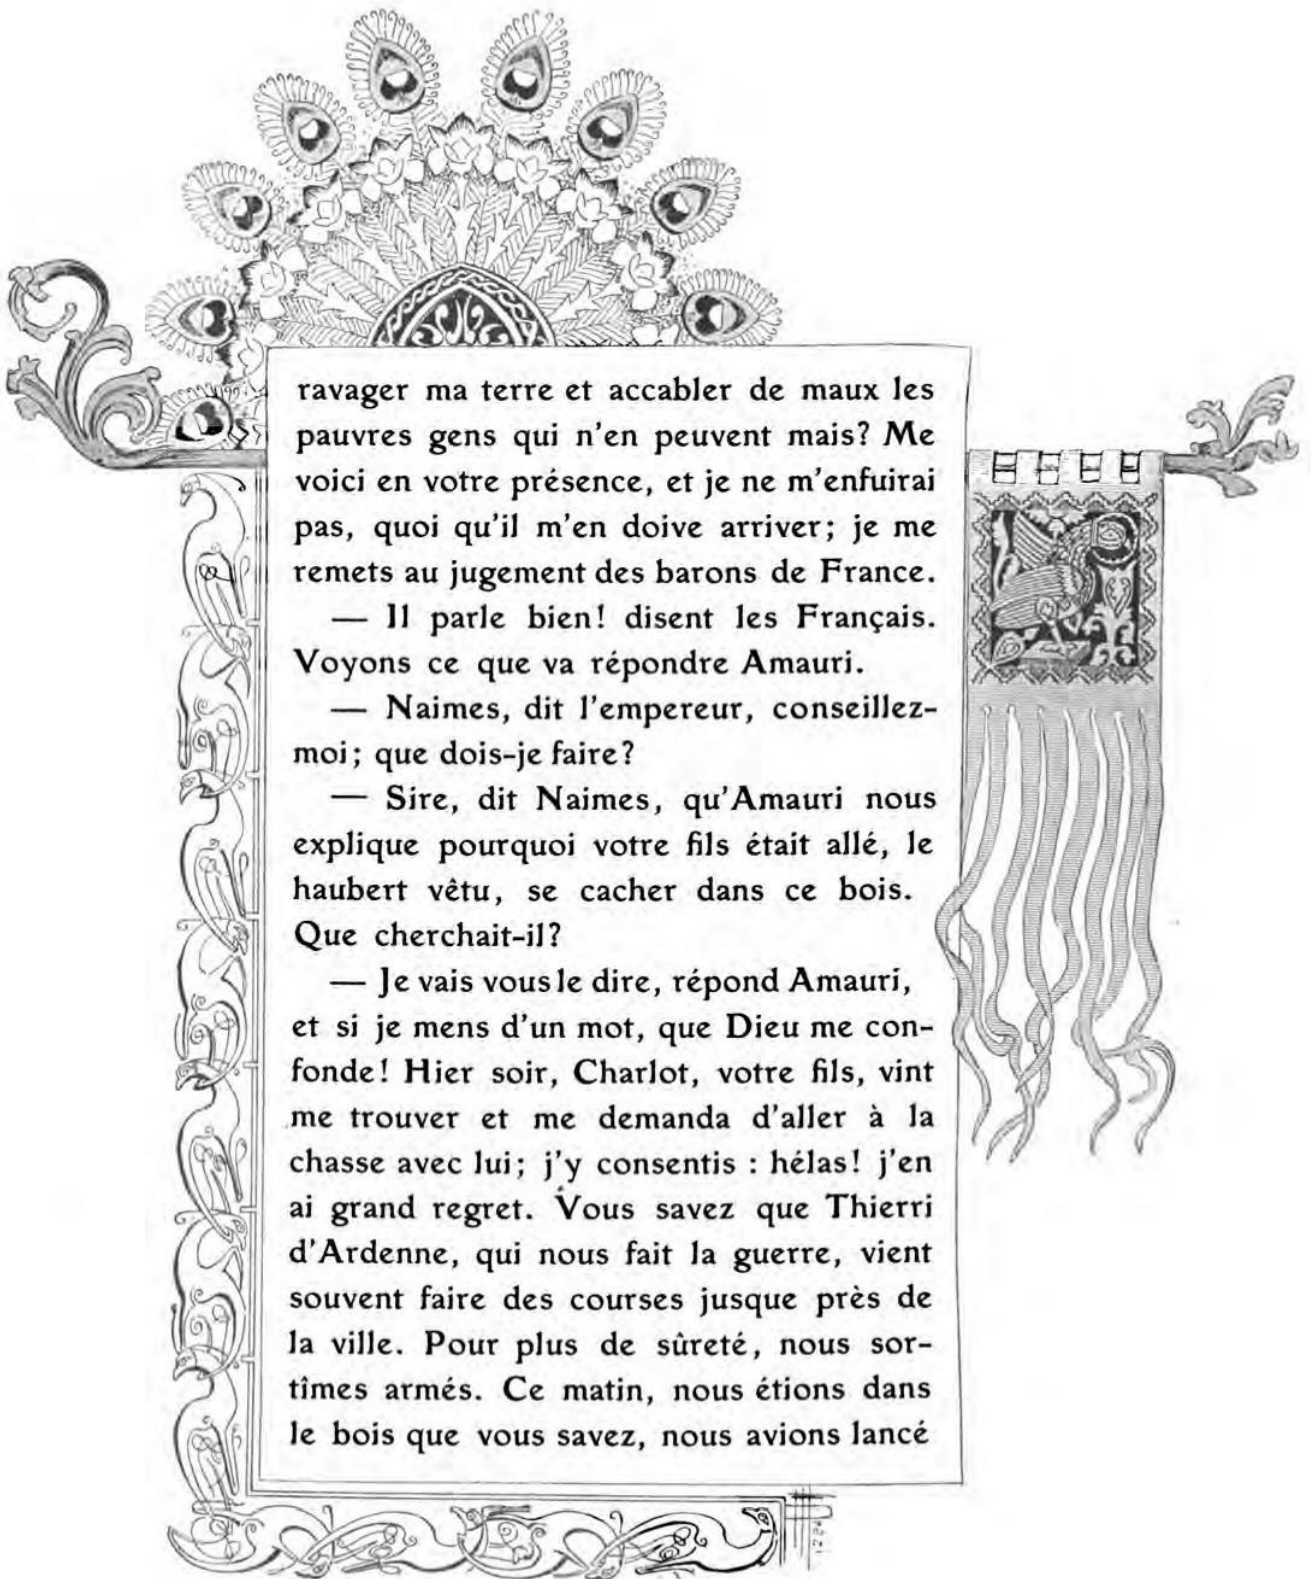 ravager ma terre et accabler de maux les
pauvres gens qui n'en peuvent mais? Me
voici en votre présence, et je ne m'enfuirai
pas, quoi qu'il m'en doive arriver; je me
remets au jugement des barons de France.
— Il parle bien! disent les Français.
Voyons ce que va répondre Amauri.
— Naimes, dit l'empereur, conseillez-
moi; que dois-je faire?
— Sire, dit Naimes, qu'Amauri nous
explique pourquoi votre fils était allé, le
haubert vêtu, se cacher dans ce bois.
Que cherchait-il?
— Je vais vous le dire, répond Amauri,
et si je mens d'un mot, que Dieu me con-
fonde! Hier soir, Charlot, votre fils, vint
me trouver et me demanda d'aller à la
chasse avec lui; j'y consentis : hélas! j'en
ai grand regret. Vous savez que Thierri
d'Ardenne, qui nous fait la guerre, vient
souvent faire des courses jusque près de
la ville. Pour plus de sûreté, nous sor-
tîmes armés. Ce matin, nous étions dans
le bois que vous savez, nous avions lancé